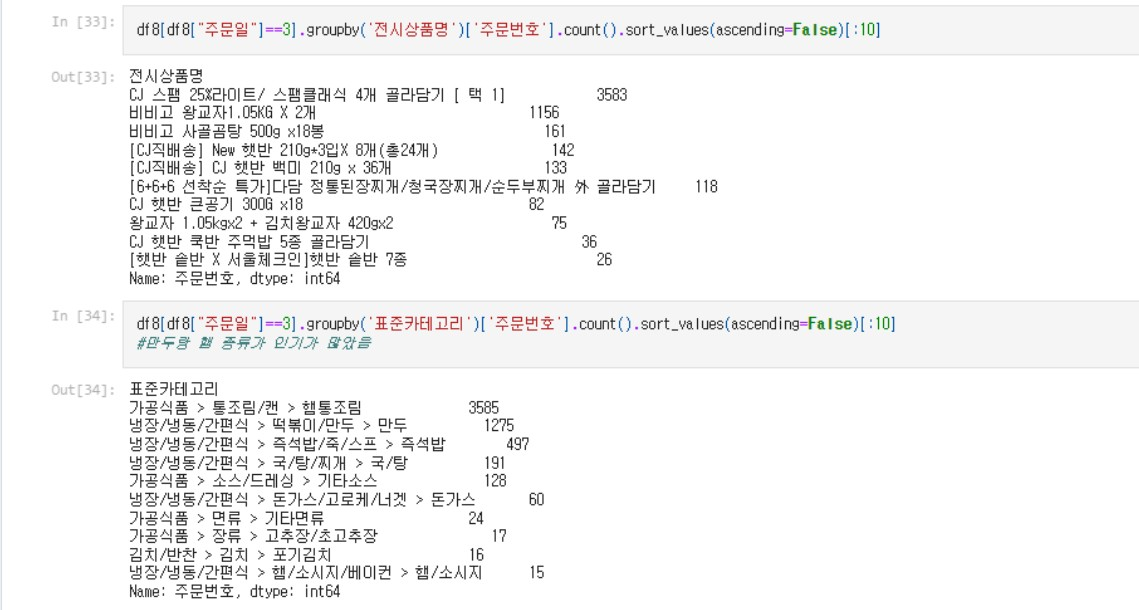 In [33]: df8[df8["주문일"]==3].groupby('전시상품명')['주문번호'].count().sort_values(ascending=False)[:10]
Out[33]: 전시상품명
CJ 스팸 25%라이트/ 스팸클래식 4개 골라담기 [ 택 1] 3583
비비고 왕교자1.05KG X 2개 1156
비비고 사골곰탕 500g x18봉 161
[CJ직배송] New 햇반 210g*3입X 8개(총24개) 142
[CJ직배송] CJ 햇반 백미 210g x 36개 133
[6+6+6 선착순 특가]다담 정통된장찌개/청국장찌개/순두부찌개 外 골라담기 118
CJ 햇반 큰공기 300G x18 82
왕교자 1.05kgx2 + 김치왕교자 420gx2 75
CJ 햇반 쿡반 주먹밥 5종 골라담기 36
[햇반 솥반 X 서울체크인]햇반 솥반 7종 26
Name: 주문번호, dtype: int64
In [34]: df8[df8["주문일"]==3].groupby('표준카테고리')['주문번호'].count().sort_values(ascending=False)[:10]
#만두랑 햄 종류가 인기가 많았음
Out[34]: 표준카테고리
가공식품 > 통조림/캔 > 햄통조림 3585
냉장/냉동/간편식 > 떡볶이/만두 > 만두 1275
냉장/냉동/간편식 > 즉석밥/죽/스프 > 즉석밥 497
냉장/냉동/간편식 > 국/탕/찌개 > 국/탕 191
가공식품 > 소스/드레싱 > 기타소스 128
냉장/냉동/간편식 > 돈가스/고로케/너겟 > 돈가스 60
가공식품 > 면류 > 기타면류 24
가공식품 > 장류 > 고추장/초고추장 17
김치/반찬 > 김치 > 포기김치 16
냉장/냉동/간편식 > 햄/소시지/베이컨 > 햄/소시지 15
Name: 주문번호, dtype: int64